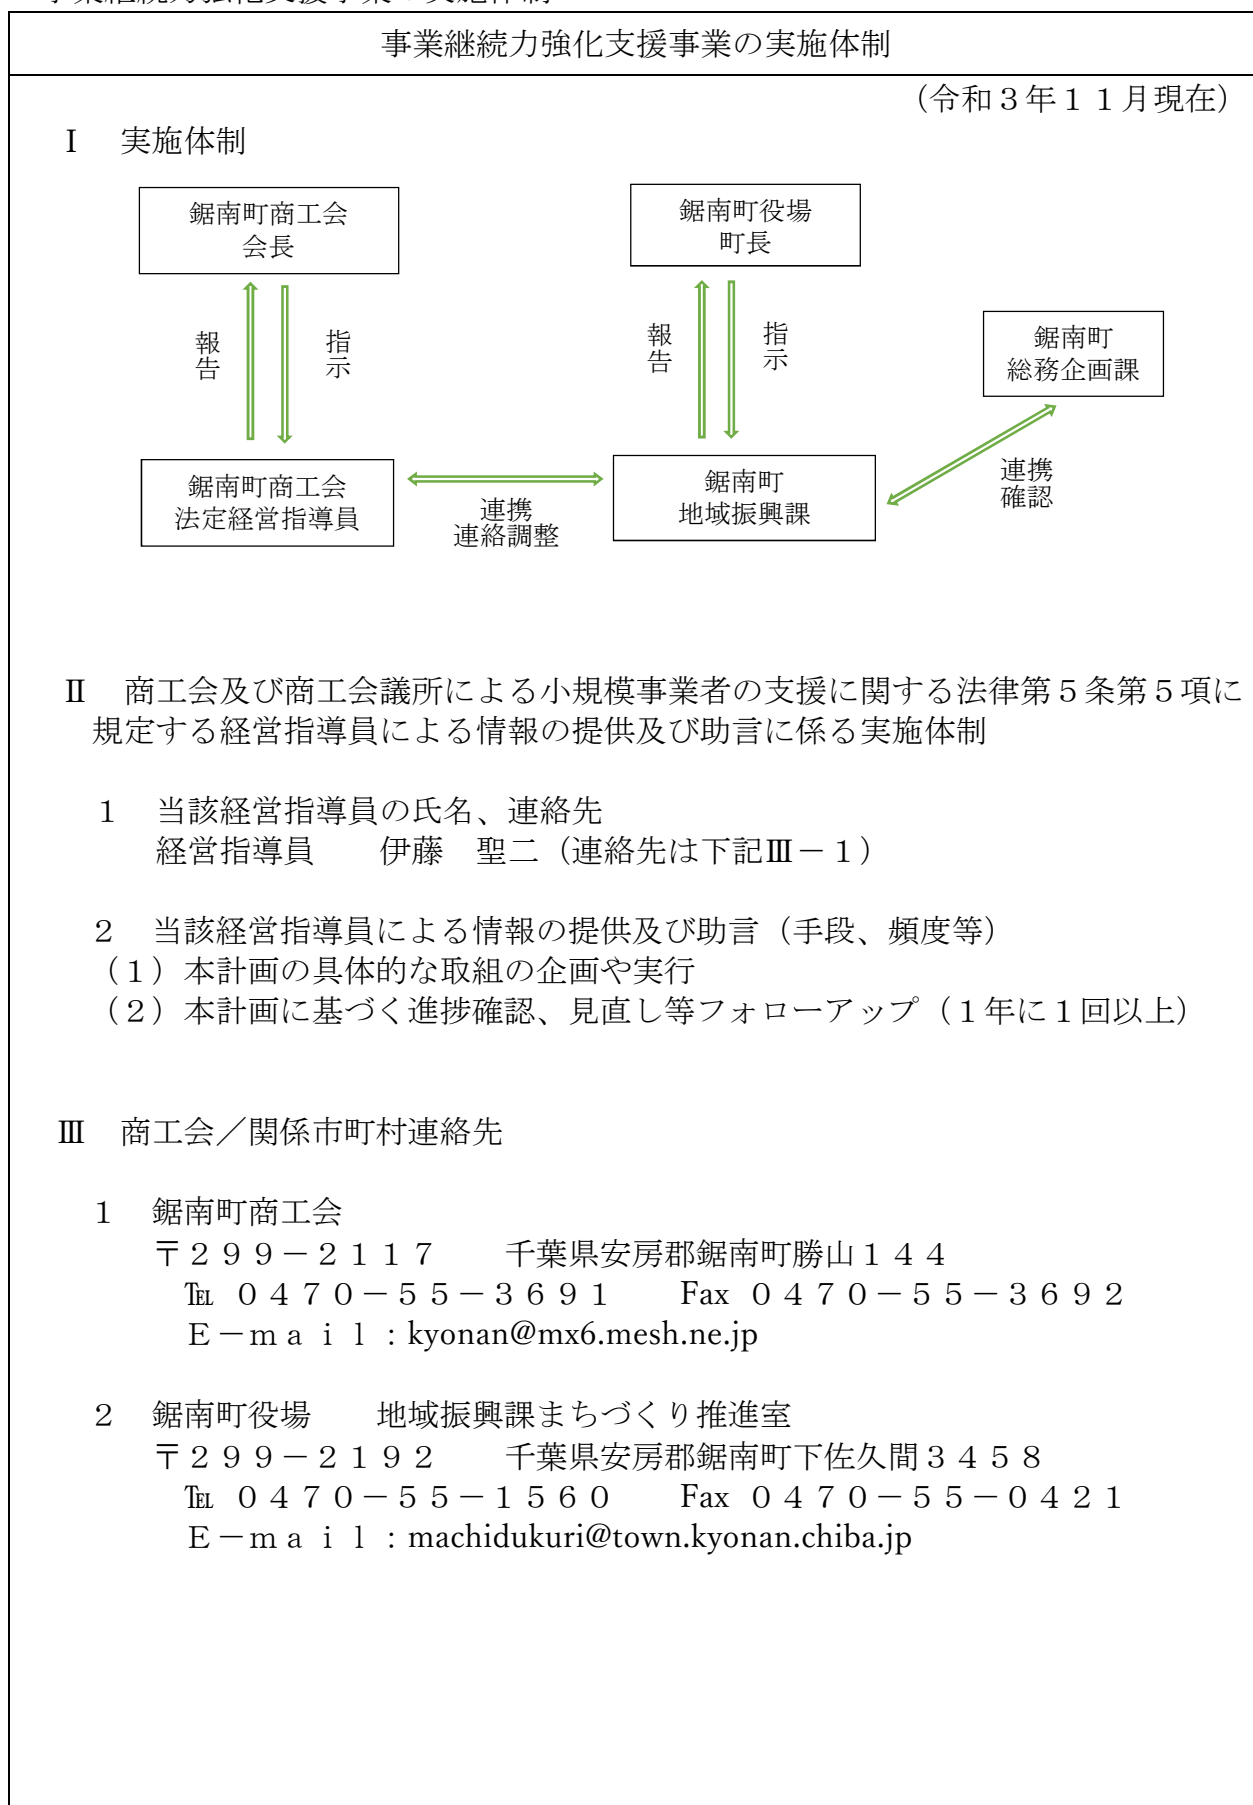 事業継続力強化支援事業の実施体制
（令和３年１１月現在）
Ⅰ　実施体制
鋸南町商工会
会長
鋸南町役場
町長
報告
指示
報告
指示
鋸南町
総務企画課
鋸南町商工会
法定経営指導員
連携
連絡調整
鋸南町
地域振興課
連携
確認
Ⅱ　商工会及び商工会議所による小規模事業者の支援に関する法律第５条第５項に
規定する経営指導員による情報の提供及び助言に係る実施体制
１　当該経営指導員の氏名、連絡先
経営指導員　　伊藤　聖二（連絡先は下記Ⅲ－１）
２　当該経営指導員による情報の提供及び助言（手段、頻度等）
（１）本計画の具体的な取組の企画や実行
（２）本計画に基づく進捗確認、見直し等フォローアップ（１年に１回以上）
Ⅲ　商工会／関係市町村連絡先
１　鋸南町商工会
〒２９９－２１１７　　千葉県安房郡鋸南町勝山１４４
℡ ０４７０－５５－３６９１　　Fax ０４７０－５５－３６９２
Ｅ－ｍａｉｌ：kyonan@mx6.mesh.ne.jp
２　鋸南町役場　　地域振興課まちづくり推進室
〒２９９－２１９２　　千葉県安房郡鋸南町下佐久間３４５８
℡ ０４７０－５５－１５６０　　Fax ０４７０－５５－０４２１
Ｅ－ｍａｉｌ：machidukuri@town.kyonan.chiba.jp